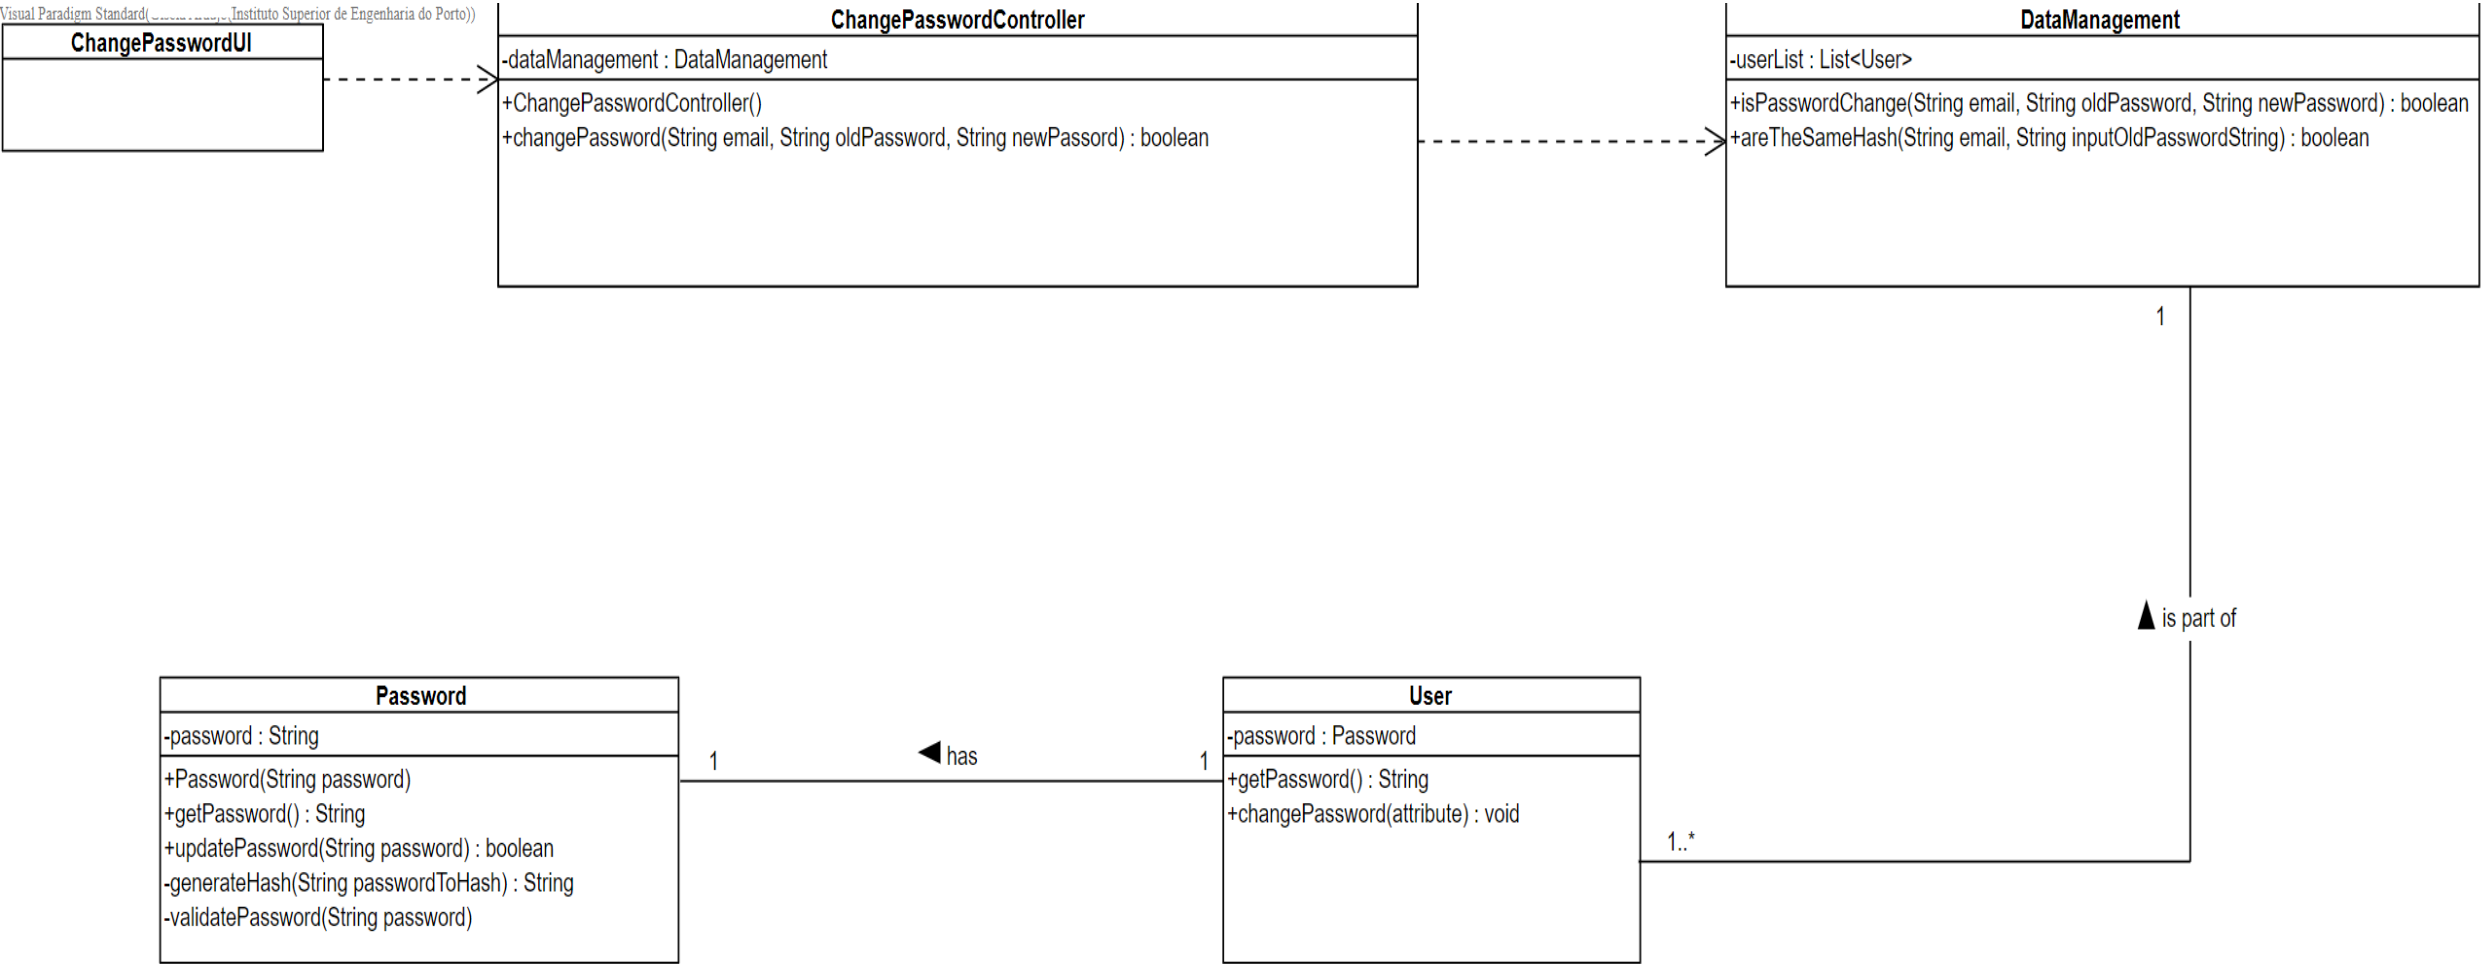 Visual Paradigm Standard( (Instituto Superior de Engenharia do Porto))
ChangePasswordUI
ChangePasswordController
-dataManagement : DataManagement
+ChangePasswordController()
+changePassword(String email, String oldPassword, String newPassord) : boolean
DataManagement
-userList : List<User>
+isPasswordChange(String email, String oldPassword, String newPassword) : boolean
+areTheSameHash(String email, String inputOldPasswordString) : boolean
1
is part of
Password
-password : String
+Password(String password)
+getPassword() : String
+updatePassword(String password) : boolean
-generateHash(String passwordToHash) : String
-validatePassword(String password)
1
has
1
User
-password : Password
+getPassword() : String
+changePassword(attribute) : void
1..*